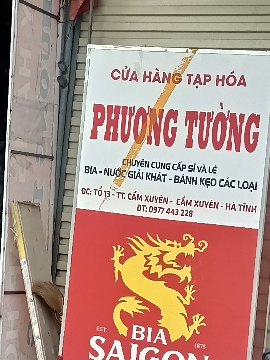 CỬA HÀNG TẠP HÓA
PHƯỢNG TƯỜNG
CHUYÊN CUNG CẤP SỈ VÀ LẺ
BIA - NƯỚC GIẢI KHÁT - BÁNH KẸO CÁC LOẠI
ĐC: TỔ 13 - TT. CẨM XUYÊN - CẨM XUYÊN - HÀ TĨNH
ĐT: 0977 443 228
EST. 1875
BIA
SAIGON